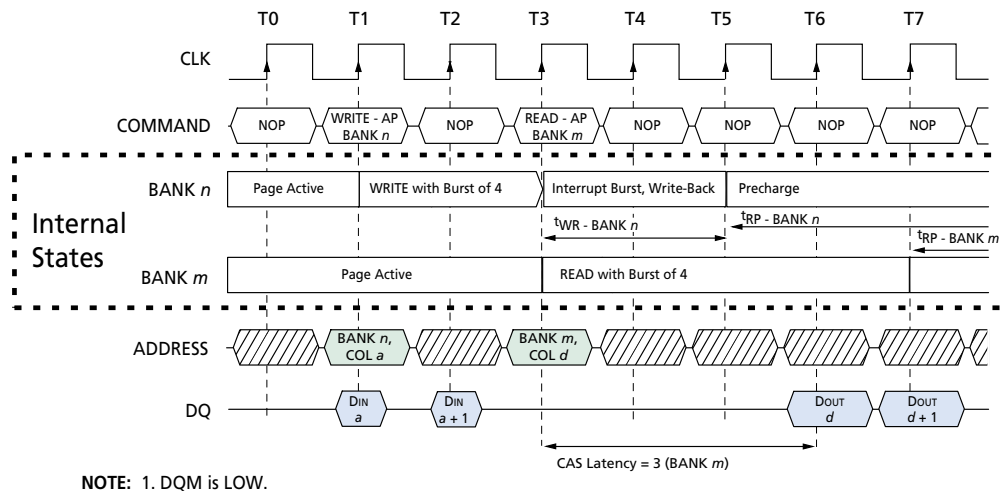 T0 T1 T2 T3 T4 T5 T6 T7
CLK
COMMAND NOP WRITE - AP BANK n NOP READ - AP BANK m NOP NOP NOP NOP
BANK n Page Active WRITE with Burst of 4 Interrupt Burst, Write-Back Precharge
Internal States
tWR - BANK n tRP - BANK n
tRP - BANK m
BANK m Page Active READ with Burst of 4
ADDRESS BANK n, COL a BANK m, COL d
DQ DIN a DIN a + 1 DOUT d DOUT d + 1
CAS Latency = 3 (BANK m)
NOTE: 1. DQM is LOW.